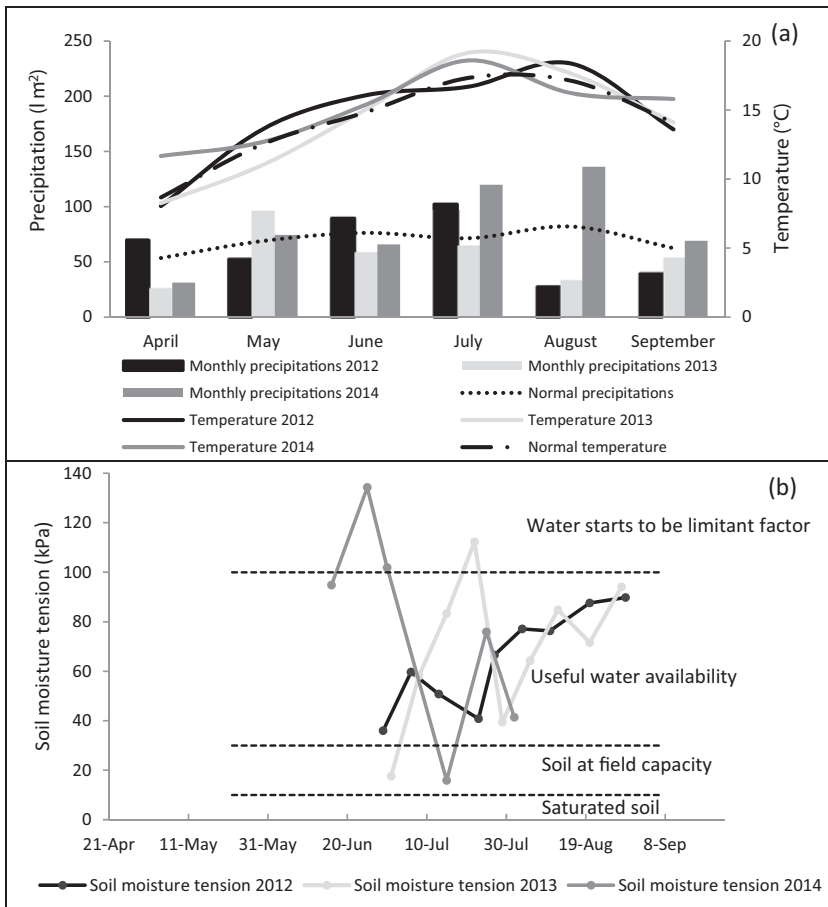 (a)
250
200
150
100
50
0
Precipitation (l m²)
20
15
10
5
0
Temperature (°C)
April May June July August September
Monthly precipitations 2012 Monthly precipitations 2013
Monthly precipitations 2014 Normal precipitations
Temperature 2012 Temperature 2013
Temperature 2014 Normal temperature
(b)
140
120
100
80
60
40
20
0
Soil moisture tension (kPa)
Water starts to be limitant factor
Useful water availability
Soil at field capacity
Saturated soil
21-Apr 11-May 31-May 20-Jun 10-Jul 30-Jul 19-Aug 8-Sep
Soil moisture tension 2012 Soil moisture tension 2013 Soil moisture tension 2014